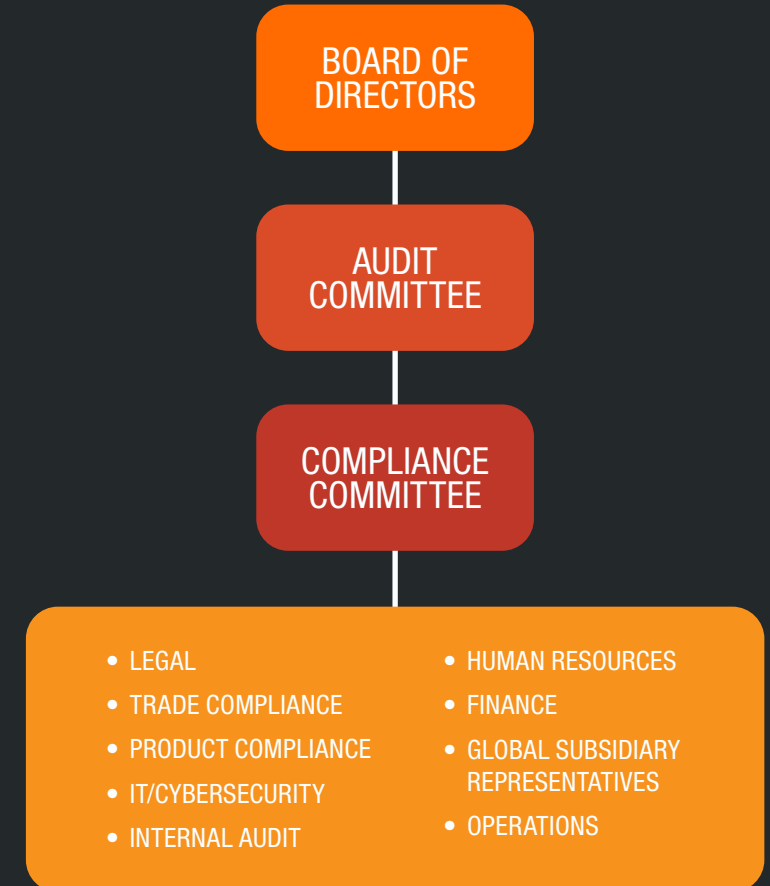 BOARD OF
DIRECTORS
AUDIT
COMMITTEE
COMPLIANCE
COMMITTEE
• LEGAL
• TRADE COMPLIANCE
• PRODUCT COMPLIANCE
• IT/CYBERSECURITY
• INTERNAL AUDIT
• HUMAN RESOURCES
• FINANCE
• GLOBAL SUBSIDIARY
REPRESENTATIVES
• OPERATIONS